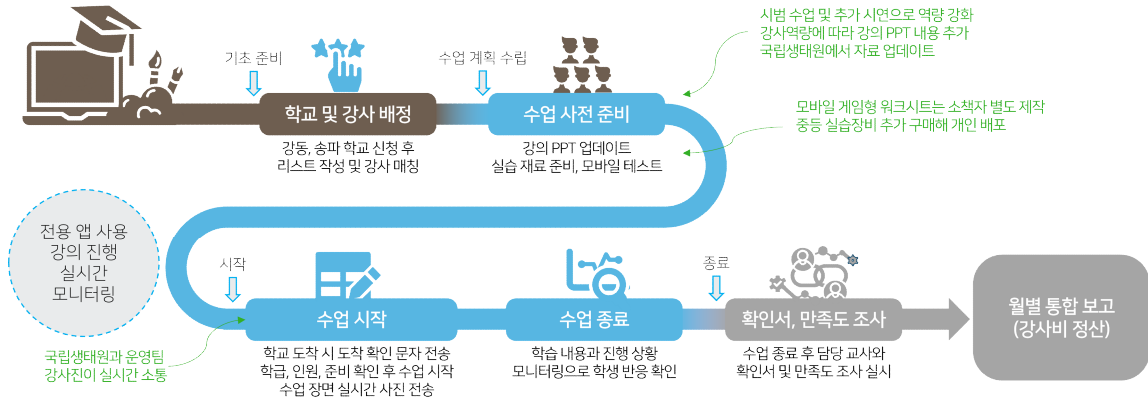 기초 준비
수업 계획 수립
시범 수업 및 추가 시연으로 역량 강화
강사역량에 따라 강의 PPT 내용 추가
국립생태원에서 자료 업데이트
학교 및 강사 배정
수업 사전 준비
모바일 게임형 워크시트는 소책자 별도 제작
중등 실습장비 추가 구매해 개인 배포
강동, 송파 학교 신청 후
리스트 작성 및 강사 매칭
강의 PPT 업데이트
실습 재료 준비, 모바일 테스트
전용 앱 사용
강의 진행
실시간
모니터링
시작
종료
수업 시작
수업 종료
확인서, 만족도 조사
월별 통합 보고
(강사비 정산)
국립생태원과 운영팀
강사진이 실시간 소통
학교 도착 시 도착 확인 문자 전송
학급, 인원, 준비 확인 후 수업 시작
수업 장면 실시간 사진 전송
학습 내용과 진행 상황
모니터링으로 학생 반응 확인
수업 종료 후 담당 교사와
확인서 및 만족도 조사 실시